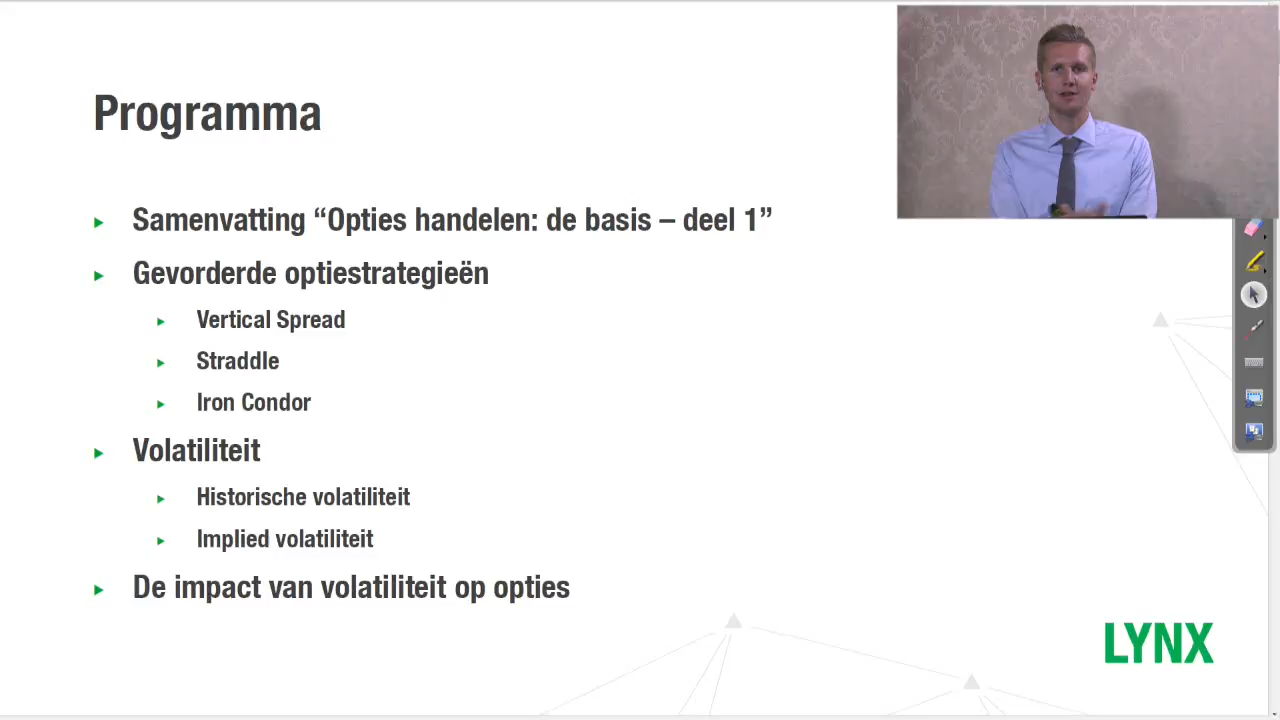 Programma
Samenvatting “Opties handelen: de basis – deel 1”
Gevorderde optiestrategieën
Vertical Spread
Straddle
Iron Condor
Volatiliteit
Historische volatiliteit
Implied volatiliteit
De impact van volatiliteit op opties
LYNX